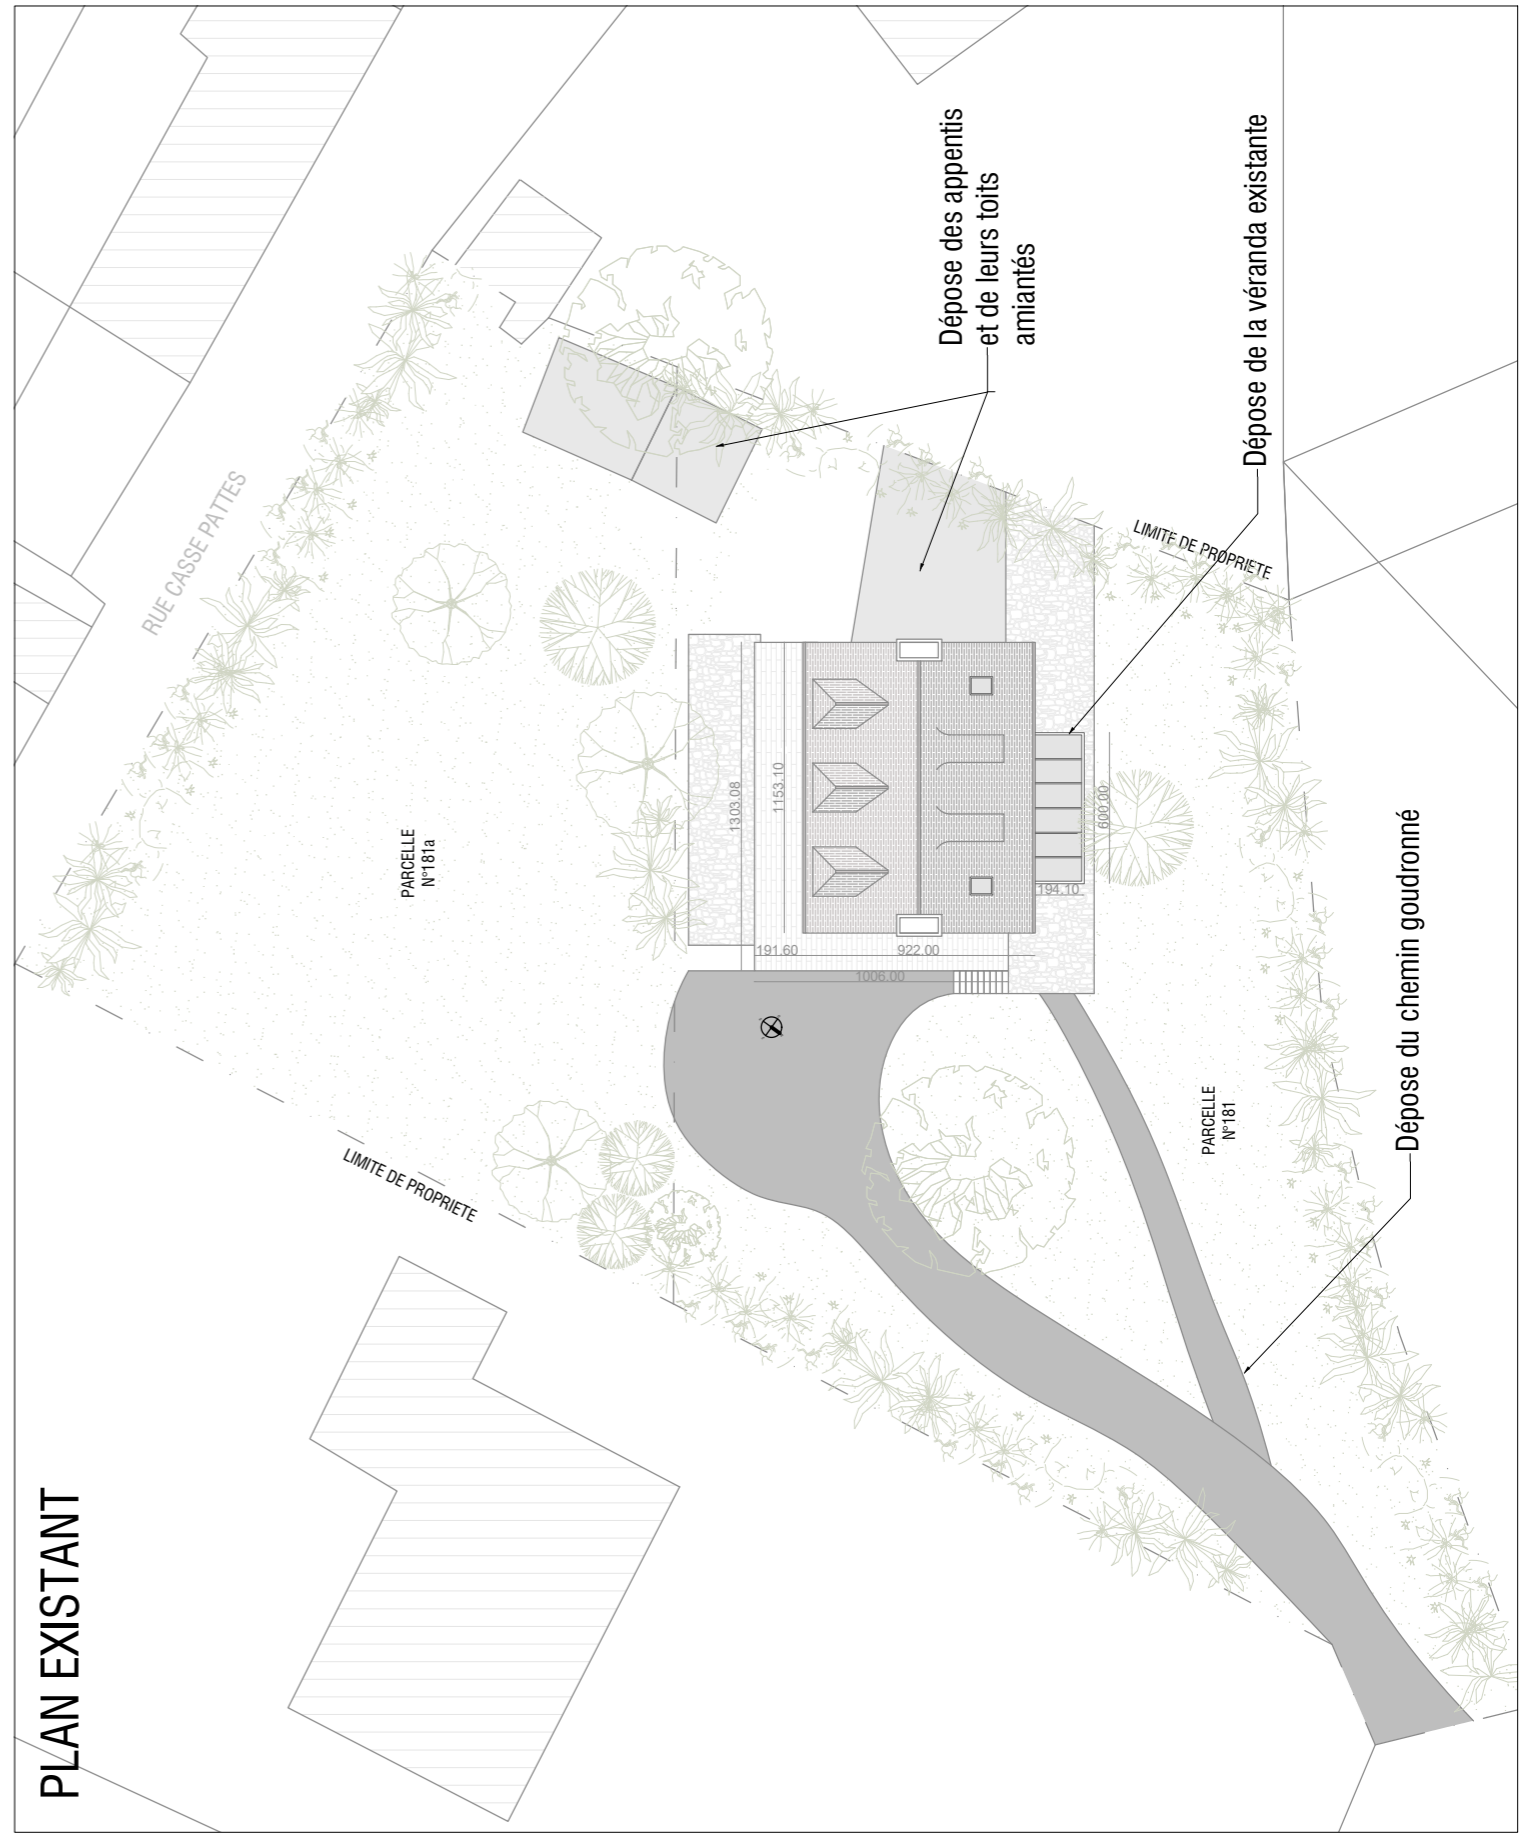 PLAN EXISTANT
RUE CASSE PATTES
Dépose des appentis
et de leurs toits
amiantés
Dépose de la véranda existante
LIMITE DE PROPRIETE
PARCELLE
N°181a
1303.08
1153.10
600.00
194.10
191.60
922.00
1006.00
LIMITE DE PROPRIETE
PARCELLE
N°181
Dépose du chemin goudronné